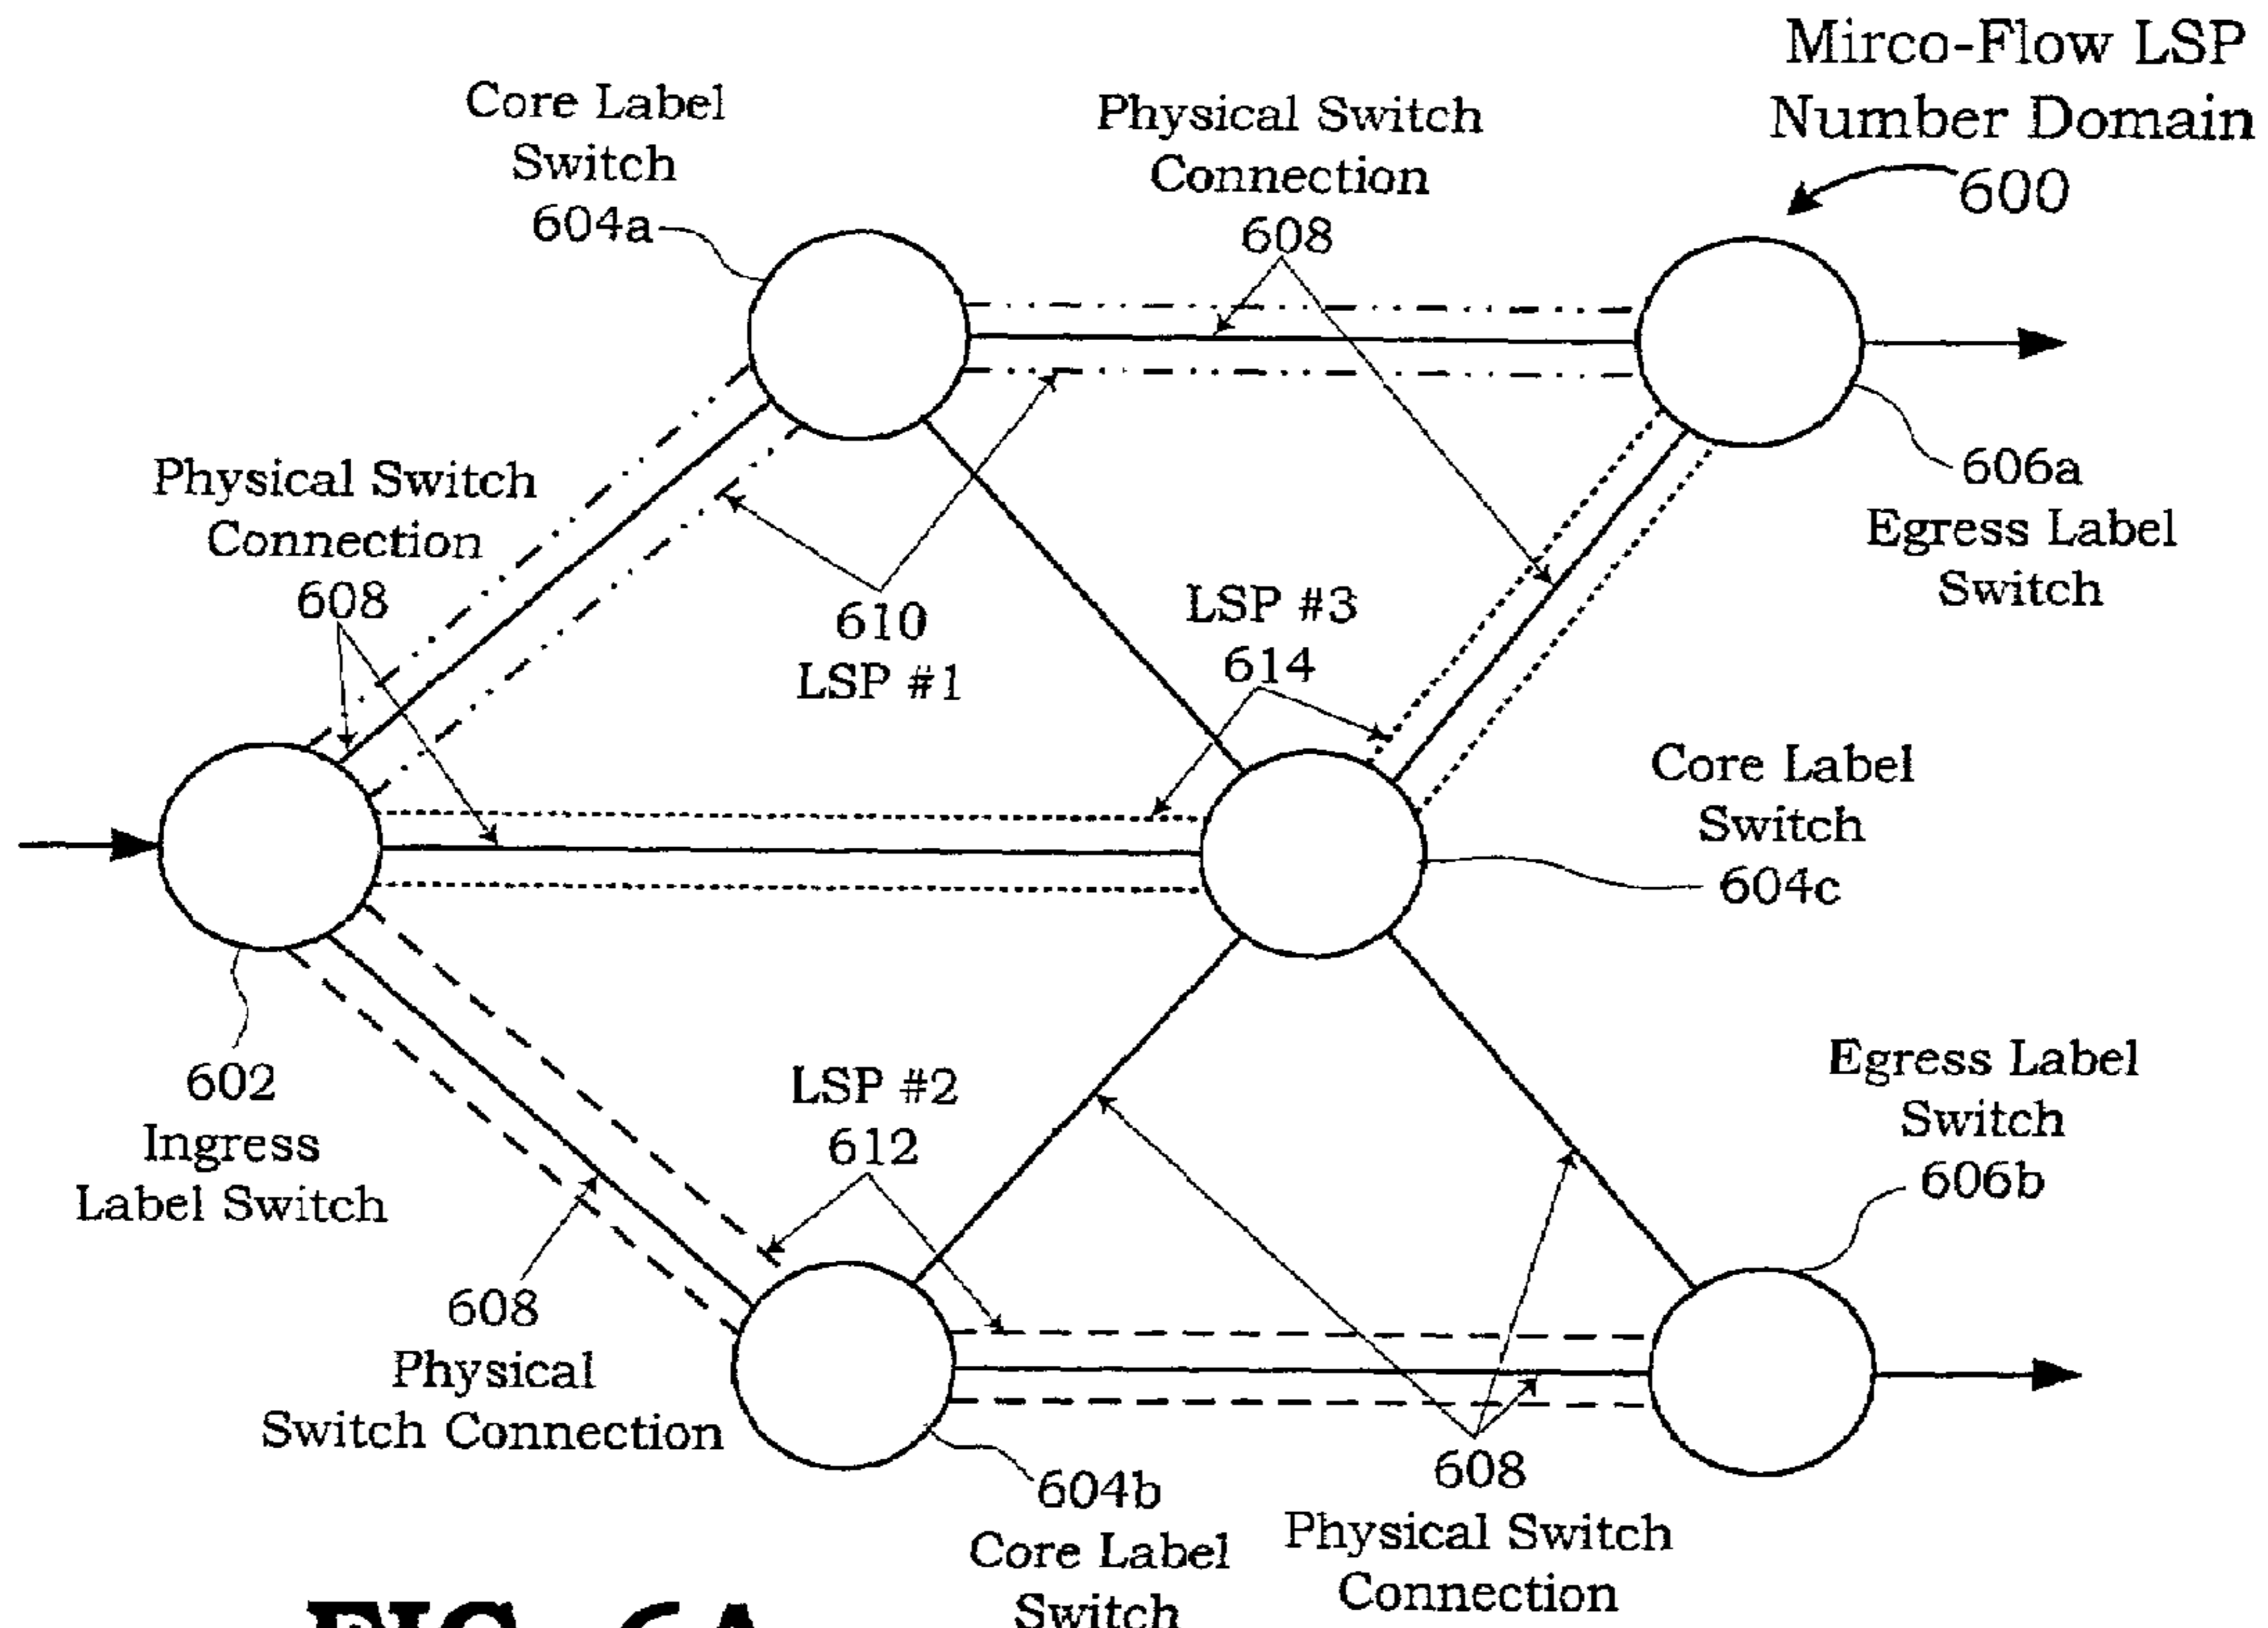 Mirco-Flow LSP
Number Domain
600
Core Label
Switch
604a
Physical Switch
Connection
608
606a
Egress Label
Switch
Physical Switch
Connection
608
610
LSP #1
LSP #3
614
Core Label
Switch
604c
602
Ingress
Label Switch
LSP #2
612
Egress Label
Switch
606b
608
Physical
Switch Connection
604b
Core Label
Switch
608
Physical Switch
Connection
FIG. 6A